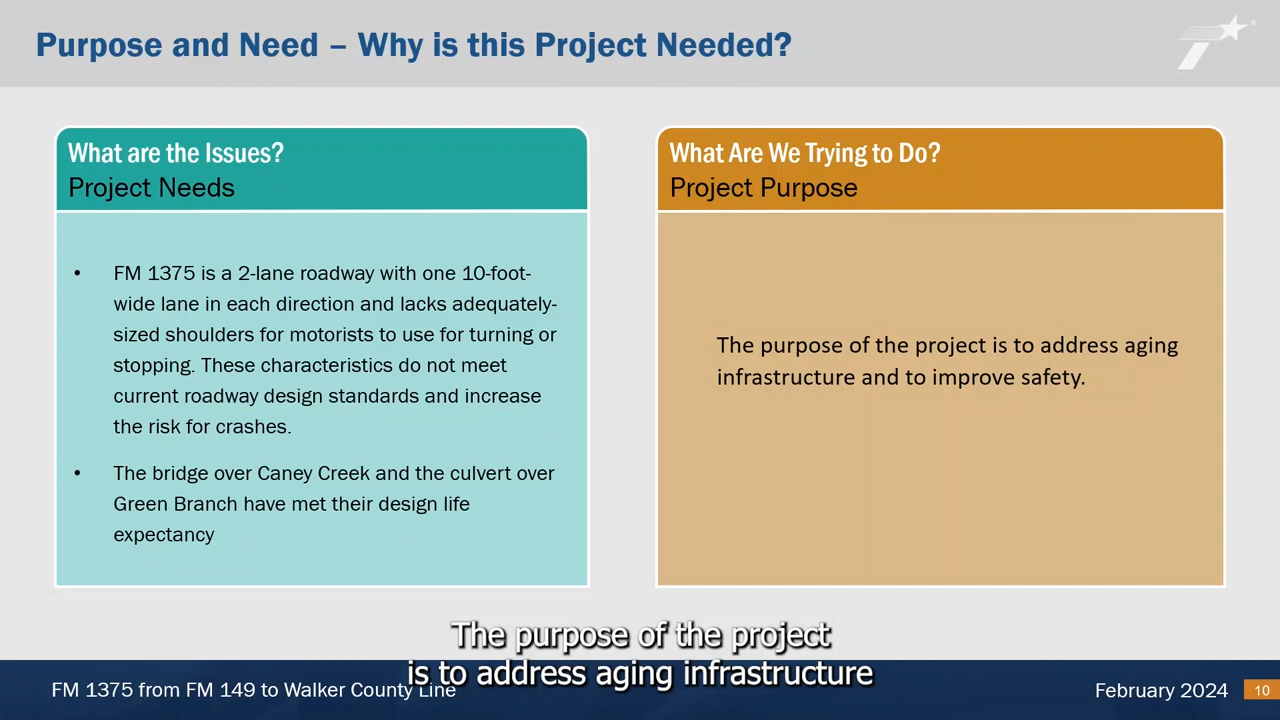 Purpose and Need – Why is this Project Needed?
What are the Issues?
Project Needs
• FM 1375 is a 2-lane roadway with one 10-foot-
wide lane in each direction and lacks adequately-
sized shoulders for motorists to use for turning or
stopping. These characteristics do not meet
current roadway design standards and increase
the risk for crashes.
• The bridge over Caney Creek and the culvert over
Green Branch have met their design life
expectancy
What Are We Trying to Do?
Project Purpose
The purpose of the project is to address aging
infrastructure and to improve safety.
The purpose of the project
is to address aging infrastructure
FM 1375 from FM 149 to Walker County Line
February 2024
10